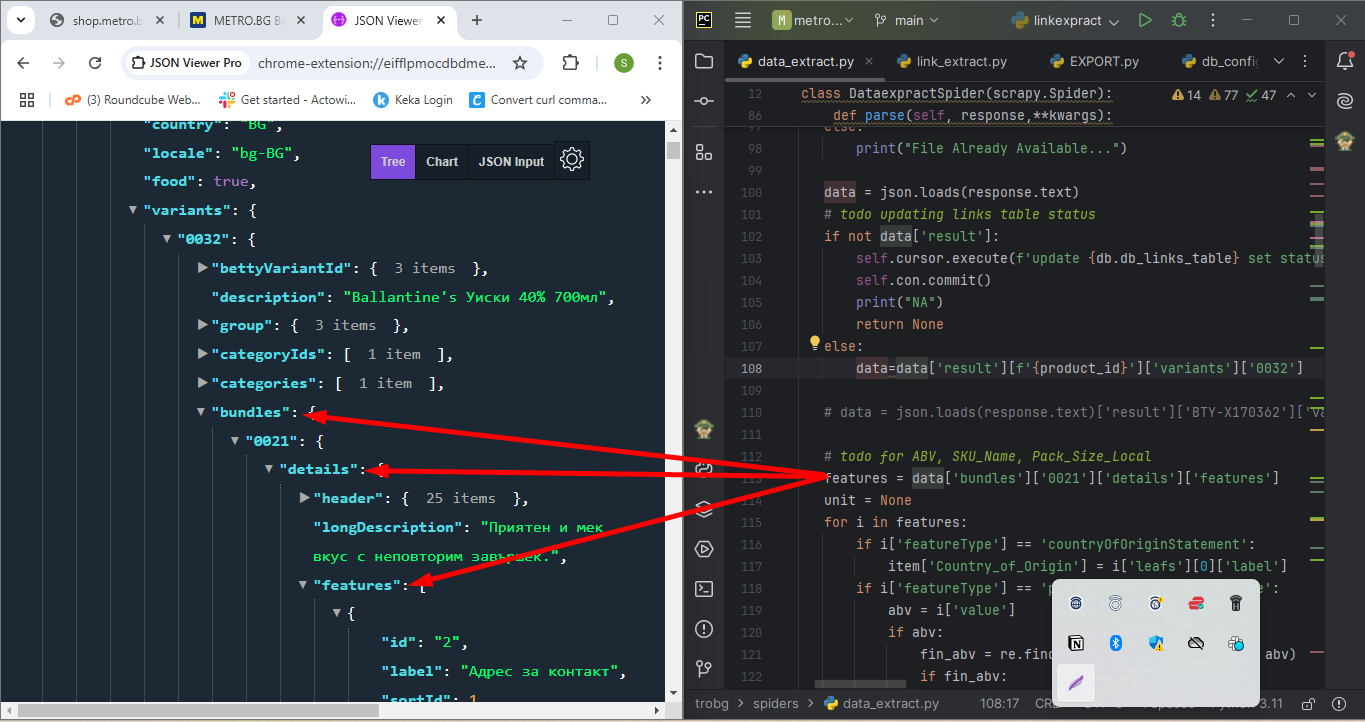 shop.metro.b
METRO.BG Ba
JSON Viewer
JSON Viewer Pro
chrome-extension://eifflpmocdbdme...
S
(3) Roundcube Web...
Get started - Actowi...
Keka Login
Convert curl comma...
"country": "BG",
"locale": "bg-BG",
"food": true,
"variants": {
"0032": {
"bettyVariantId": { 3 items },
"description": "Ballantine's Уиски 40% 700мл",
"group": { 3 items },
"categoryIds": [ 1 item ],
"categories": [ 1 item ],
"bundles": {
"0021": {
"details": {
"header": { 25 items },
"longDescription": "Приятен и мек
вкус с неповторим завършек.",
"features": [
{
"id": "2",
"label": "Адрес за контакт",
"sortId": 1
Tree
Chart
JSON Input
PC
M
metro...
main
linkexpract
data_extract.py
link_extract.py
EXPORT.py
db_config
12 class DataexpractSpider(scrapy.Spider):
14 77 47
86 def parse(self, response,**kwargs):
97 else:
98 print("File Already Available...")
99
100 data = json.loads(response.text)
101 # todo updating links table status
102 if not data['result']:
103 self.cursor.execute(f'update {db.db_links_table} set status
104 self.con.commit()
105 print("NA")
106 return None
107 else:
108 data=data['result'][f'{product_id}']['variants']['0032']
109
110 # data = json.loads(response.text)['result']['BTY-X170362']['va
111
112 # todo for ABV, SKU_Name, Pack_Size_Local
113 features = data['bundles']['0021']['details']['features']
114 unit = None
115 for i in features:
116 if i['featureType'] == 'countryOfOriginStatement':
117 item['Country_of_Origin'] = i['leafs'][0]['label']
118 if i['featureType'] == 'p
e':
119 abv = i['value']
120 if abv:
121 fin_abv = re.find
abv)
122 if fin_abv:
trobg
spiders
data_extract.py
108:17
3.11